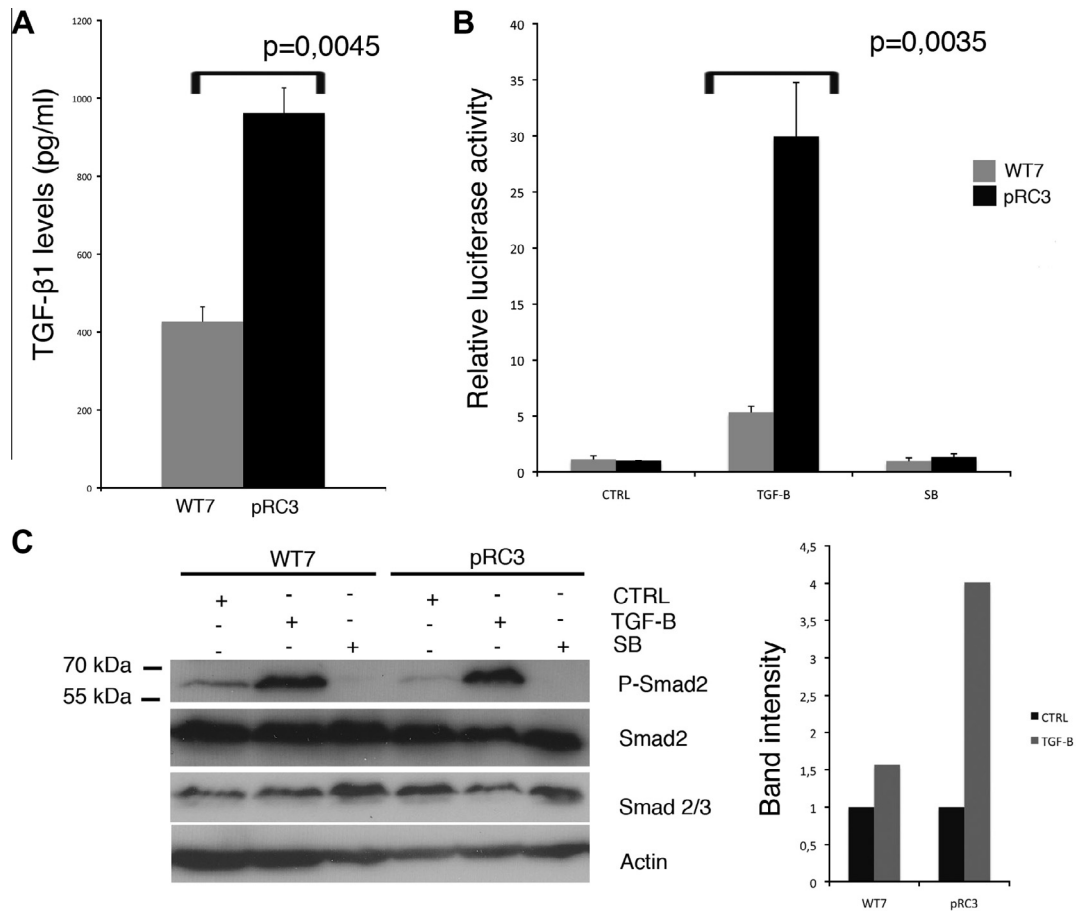 A
TGF-β1 levels (pg/ml)
1200
1000
800
600
400
200
0
p=0,0045
WT7 pRC3
B
Relative luciferase activity
40
35
30
25
20
15
10
5
0
p=0,0035
WT7
pRC3
CTRL TGF-B SB
C
WT7 pRC3
+ - - + - - CTRL
- + - - + - TGF-B
- - + - - + SB
70 kDa
55 kDa
P-Smad2
Smad2
Smad 2/3
Actin
Band intensity
4,5
4
3,5
3
2,5
2
1,5
1
0,5
0
CTRL
TGF-B
WT7 pRC3